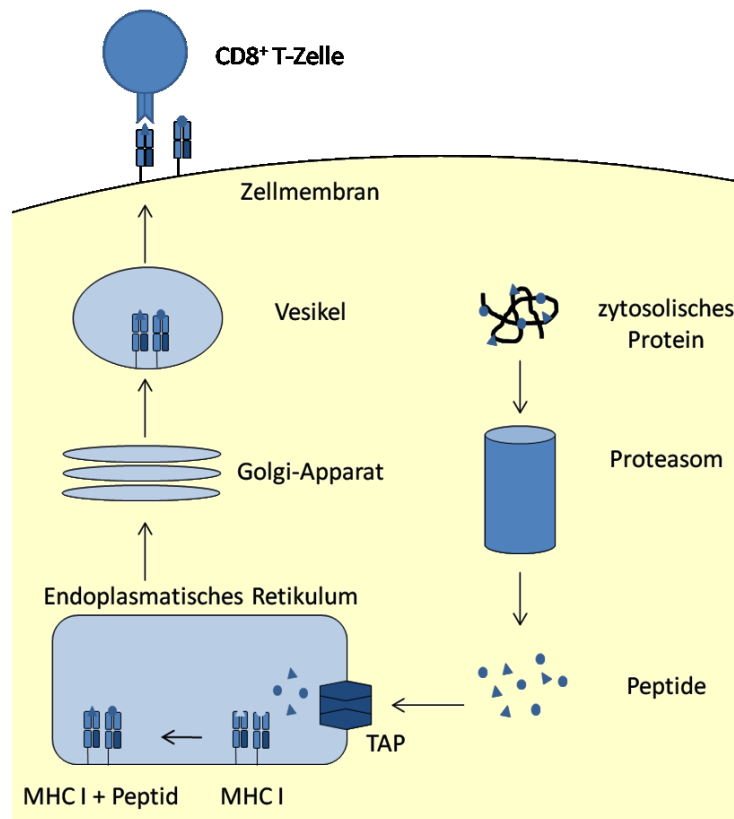 CD8⁺ T-Zelle
Zellmembran
Vesikel
zytosolisches
Protein
Golgi-Apparat
Proteasom
Endoplasmatisches Retikulum
Peptide
TAP
MHC I + Peptid
MHC I